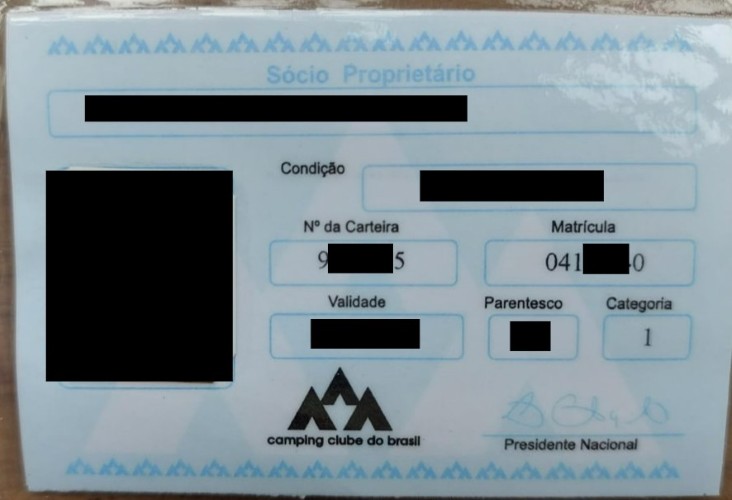 Sócio Proprietário
Condição
Nº da Carteira
Matrícula
9 5
041 0
Validade
Parentesco
Categoria
1
camping clube do brasil
Presidente Nacional